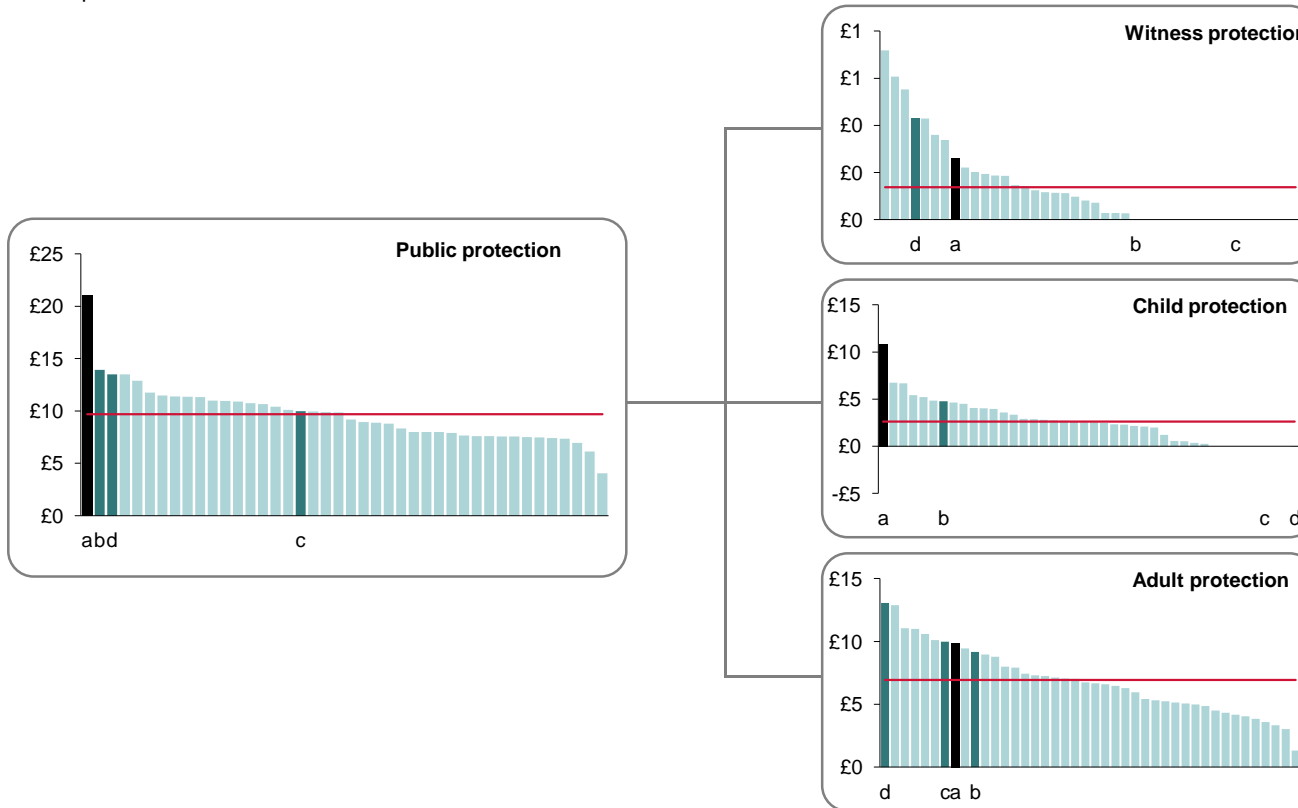 Public protection
£25
£20
£15
£10
£5
£0
abd c
Witness protection
£1
£1
£0
£0
£0
d a b c
Child protection
£15
£10
£5
£0
-£5
a b c d
Adult protection
£15
£10
£5
£0
d ca b